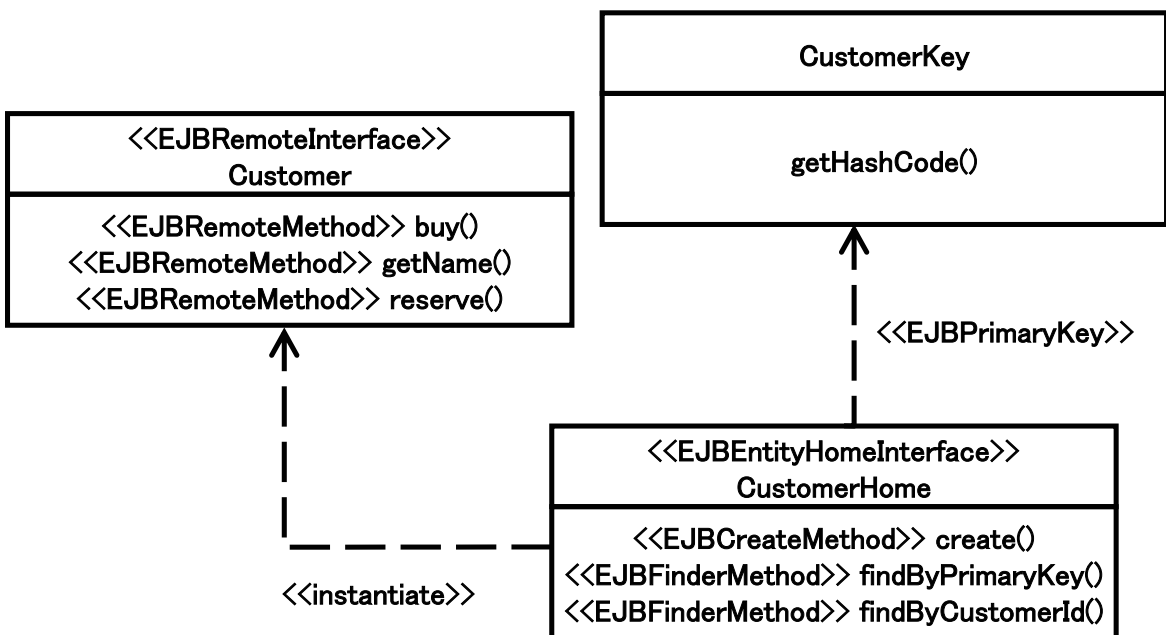 CustomerKey
getHashCode()
<<EJBRemoteInterface>>
Customer
<<EJBRemoteMethod>> buy()
<<EJBRemoteMethod>> getName()
<<EJBRemoteMethod>> reserve()
<<EJBPrimaryKey>>
<<instantiate>>
<<EJBEntityHomeInterface>>
CustomerHome
<<EJBCreateMethod>> create()
<<EJBFinderMethod>> findByPrimaryKey()
<<EJBFinderMethod>> findByCustomerId()